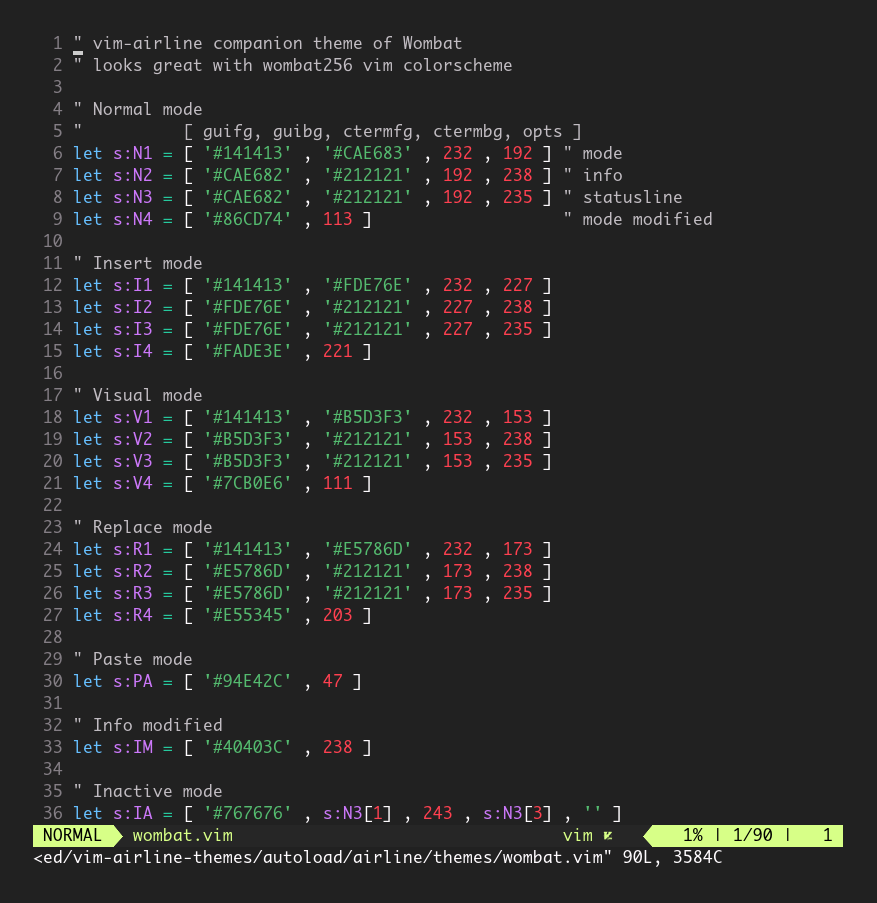 1 " vim-airline companion theme of Wombat
2 " looks great with wombat256 vim colorscheme
3
4 " Normal mode
5 "          [ guifg, guibg, ctermfg, ctermbg, opts ]
6 let s:N1 = [ '#141413' , '#CAE683' , 232 , 192 ] " mode
7 let s:N2 = [ '#CAE682' , '#212121' , 192 , 238 ] " info
8 let s:N3 = [ '#CAE682' , '#212121' , 192 , 235 ] " statusline
9 let s:N4 = [ '#86CD74' , 113 ]                   " mode modified
10
11 " Insert mode
12 let s:I1 = [ '#141413' , '#FDE76E' , 232 , 227 ]
13 let s:I2 = [ '#FDE76E' , '#212121' , 227 , 238 ]
14 let s:I3 = [ '#FDE76E' , '#212121' , 227 , 235 ]
15 let s:I4 = [ '#FADE3E' , 221 ]
16
17 " Visual mode
18 let s:V1 = [ '#141413' , '#B5D3F3' , 232 , 153 ]
19 let s:V2 = [ '#B5D3F3' , '#212121' , 153 , 238 ]
20 let s:V3 = [ '#B5D3F3' , '#212121' , 153 , 235 ]
21 let s:V4 = [ '#7CB0E6' , 111 ]
22
23 " Replace mode
24 let s:R1 = [ '#141413' , '#E5786D' , 232 , 173 ]
25 let s:R2 = [ '#E5786D' , '#212121' , 173 , 238 ]
26 let s:R3 = [ '#E5786D' , '#212121' , 173 , 235 ]
27 let s:R4 = [ '#E55345' , 203 ]
28
29 " Paste mode
30 let s:PA = [ '#94E42C' , 47 ]
31
32 " Info modified
33 let s:IM = [ '#40403C' , 238 ]
34
35 " Inactive mode
36 let s:IA = [ '#767676' , s:N3[1] , 243 , s:N3[3] , '' ]
NORMAL wombat.vim vim 1% | 1/90 | 1
<ed/vim-airline-themes/autoload/airline/themes/wombat.vim" 90L, 3584C